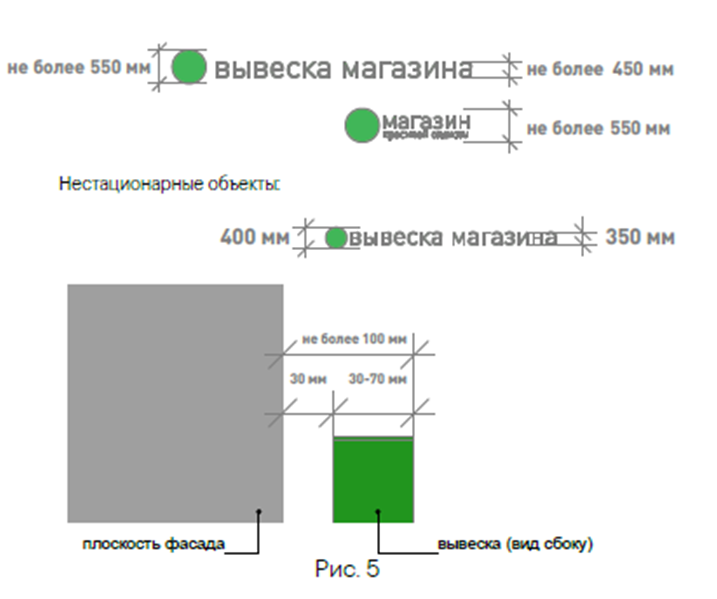 не более 550 мм вывеска магазина не более 450 мм
магазин не более 550 мм
Нестационарные объекты:
400 мм вывеска магазина 350 мм
не более 100 мм
30 мм 30-70 мм
плоскость фасада вывеска (вид сбоку)
Рис. 5